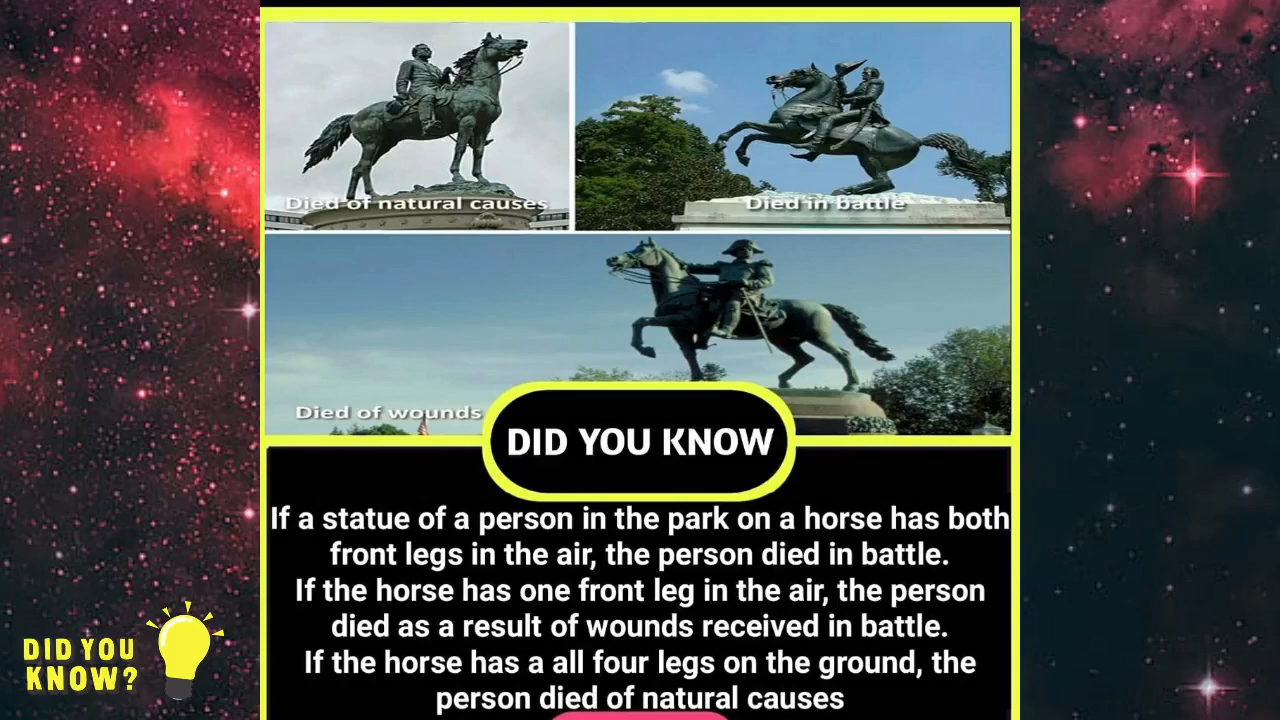 Died of natural causes
Died in battle
Died of wounds
DID YOU KNOW
If a statue of a person in the park on a horse has both
front legs in the air, the person died in battle.
If the horse has one front leg in the air, the person
died as a result of wounds received in battle.
If the horse has a all four legs on the ground, the
person died of natural causes
DID YOU
KNOW?